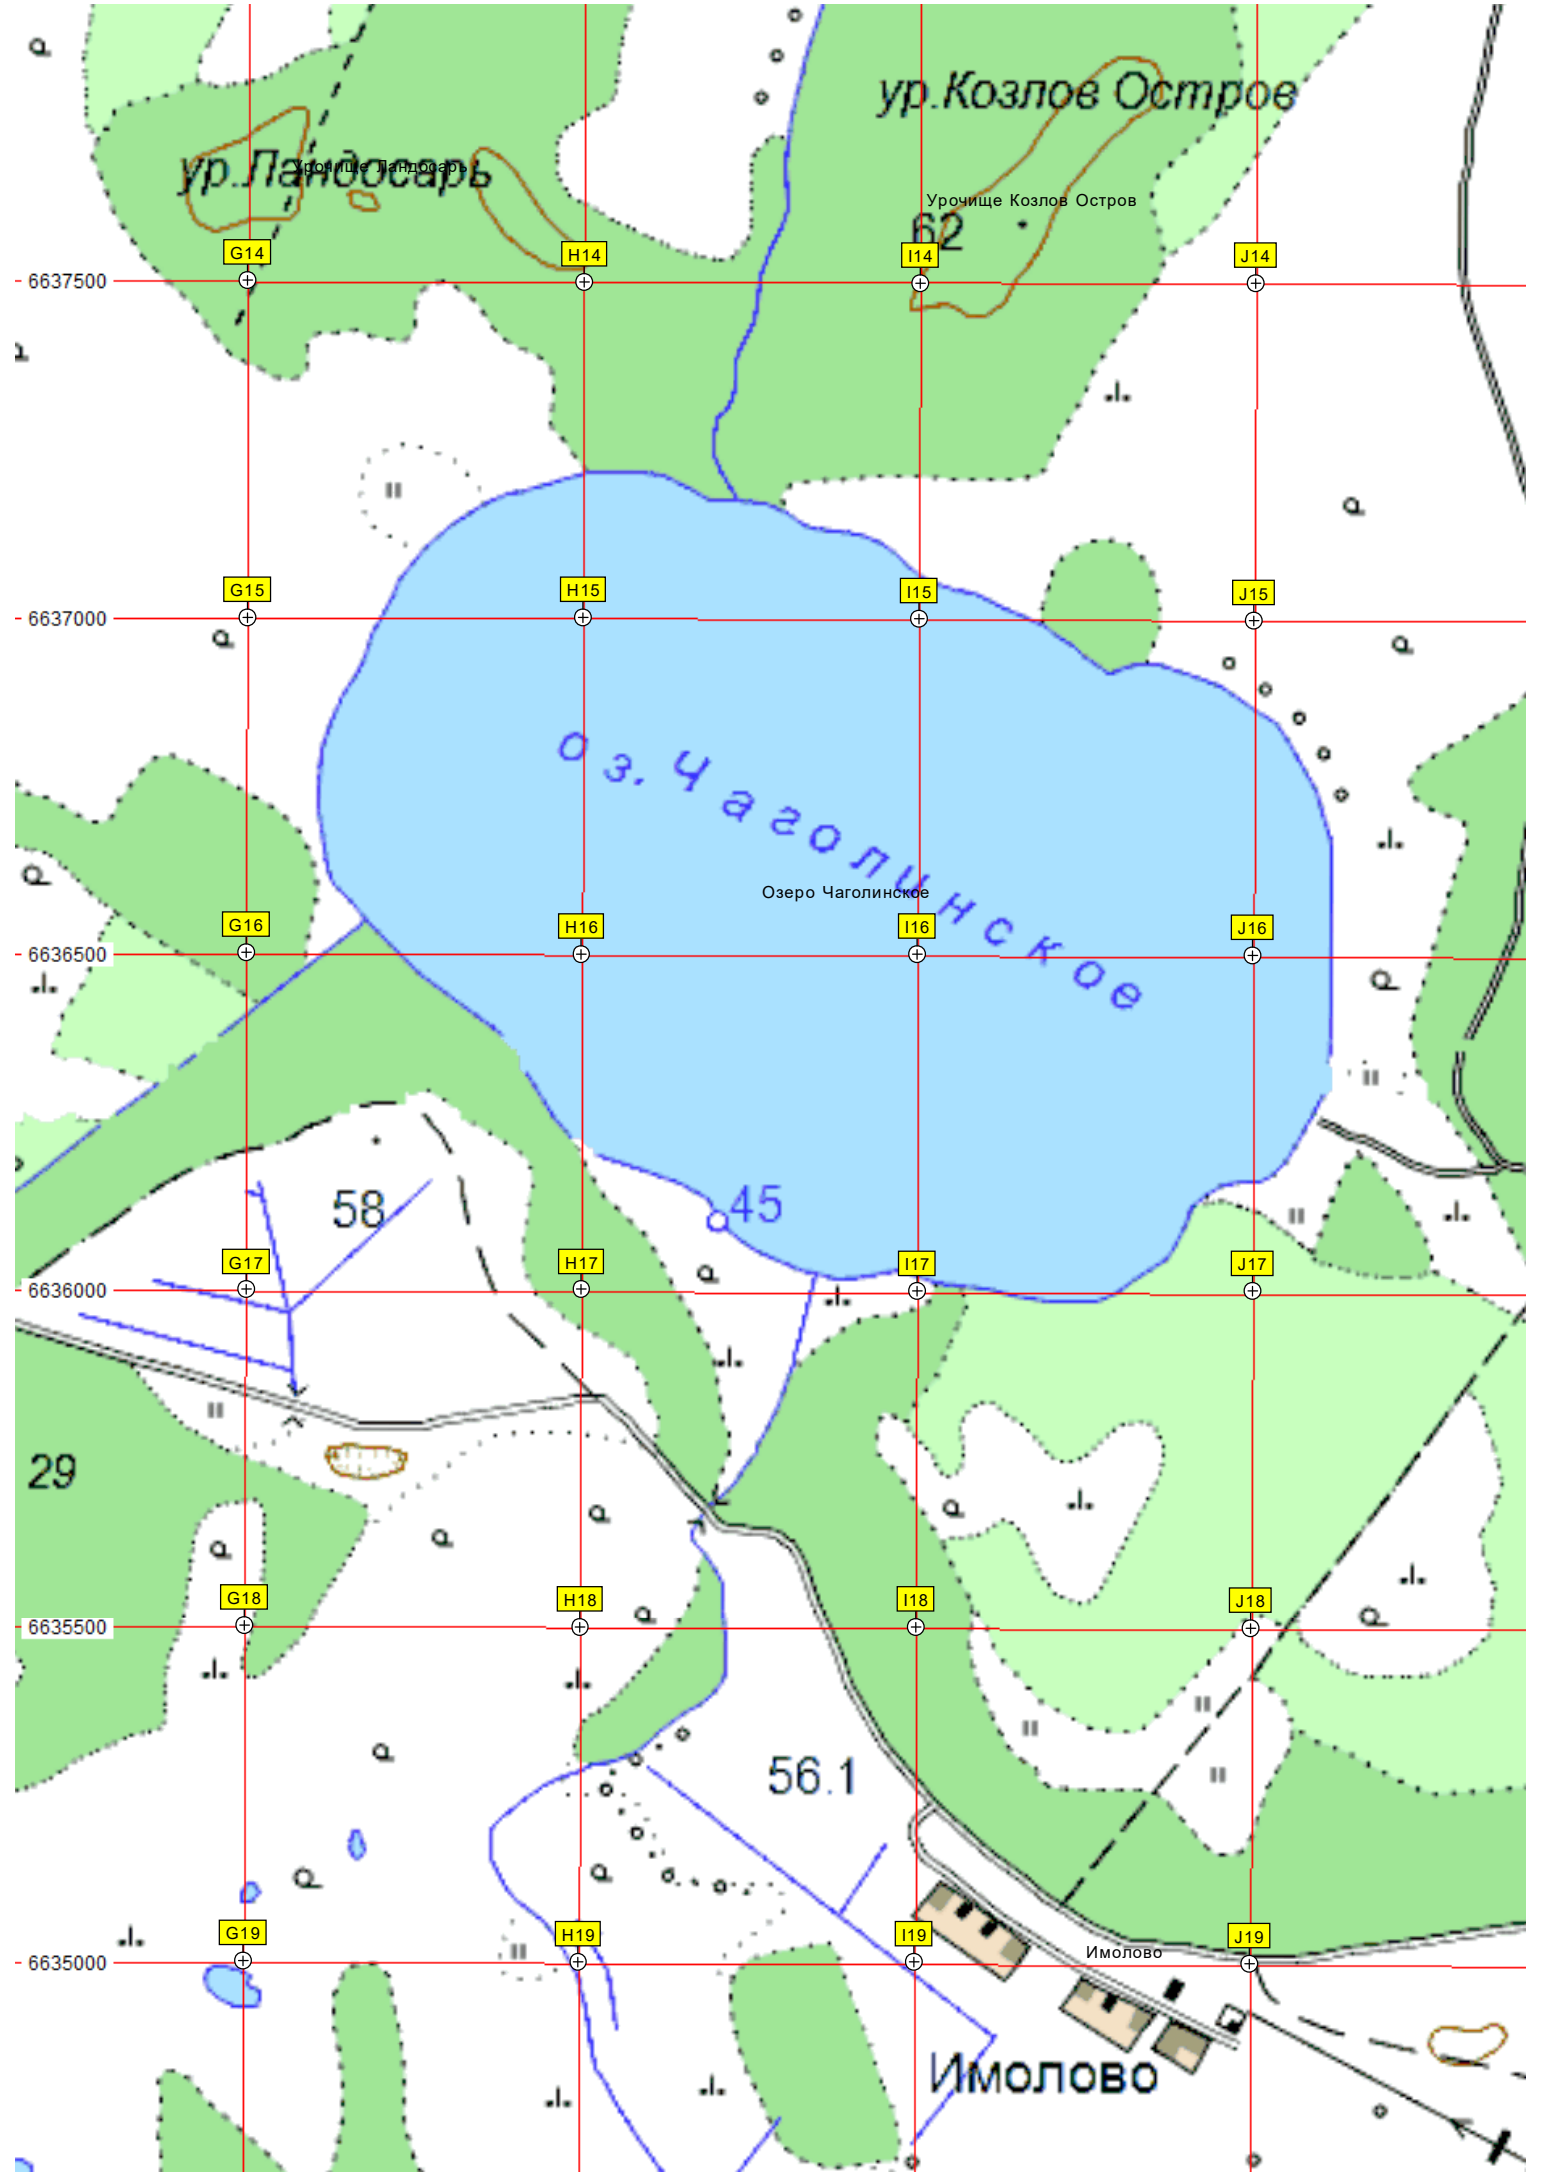 ур.Козлов Остров
ур.Ландосарь
Урочище Ландосарь
Урочище Козлов Остров
62
G14
H14
I14
J14
6637500
G15
H15
I15
J15
6637000
оз. Чаголинское
Озеро Чаголинское
G16
H16
I16
J16
6636500
58
45
G17
H17
I17
J17
6636000
29
G18
H18
I18
J18
6635500
56.1
G19
H19
I19
J19
Имолово
6635000
Имолово